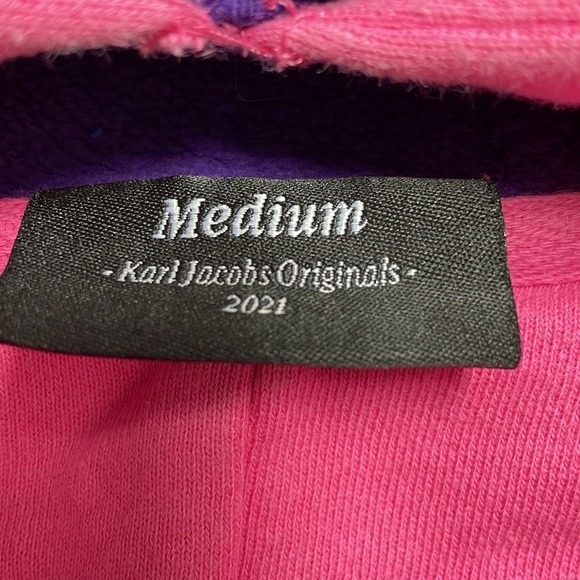 Medium
- Karl Jacobs Originals -
2021